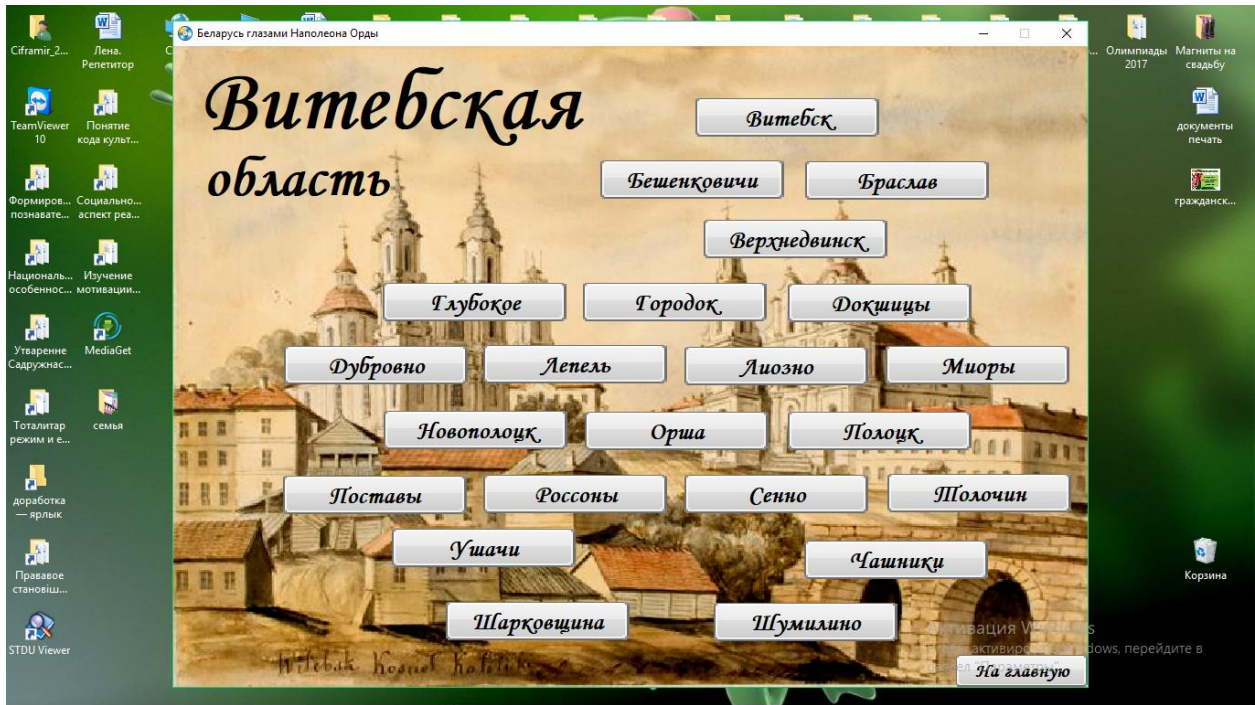 Беларусь глазами Наполеона Орды
Витебская
область
Витебск
Бешенковичи
Браслав
Верхнедвинск
Глубокое
Городок
Докшицы
Дубровно
Лепель
Лиозно
Миоры
Новополоцк
Орша
Полоцк
Поставы
Россоны
Сенно
Толочин
Ушачи
Чашники
Шарковщина
Шумилино
На главную
Ciframir_2...
Лена.
Репетитор
TeamViewer
10
Понятие
кода культ...
Формиров...
познавате...
Социально...
аспект реа...
Националь...
особеннос...
Изучение
мотивации...
Утварэнне
Садружнас...
MediaGet
Тоталитар
режим и е...
семья
доработка
— ярлык
Прававое
становіш...
STDU Viewer
Олимпиады
2017
Магниты на
свадьбу
документы
печать
гражданск...
Корзина